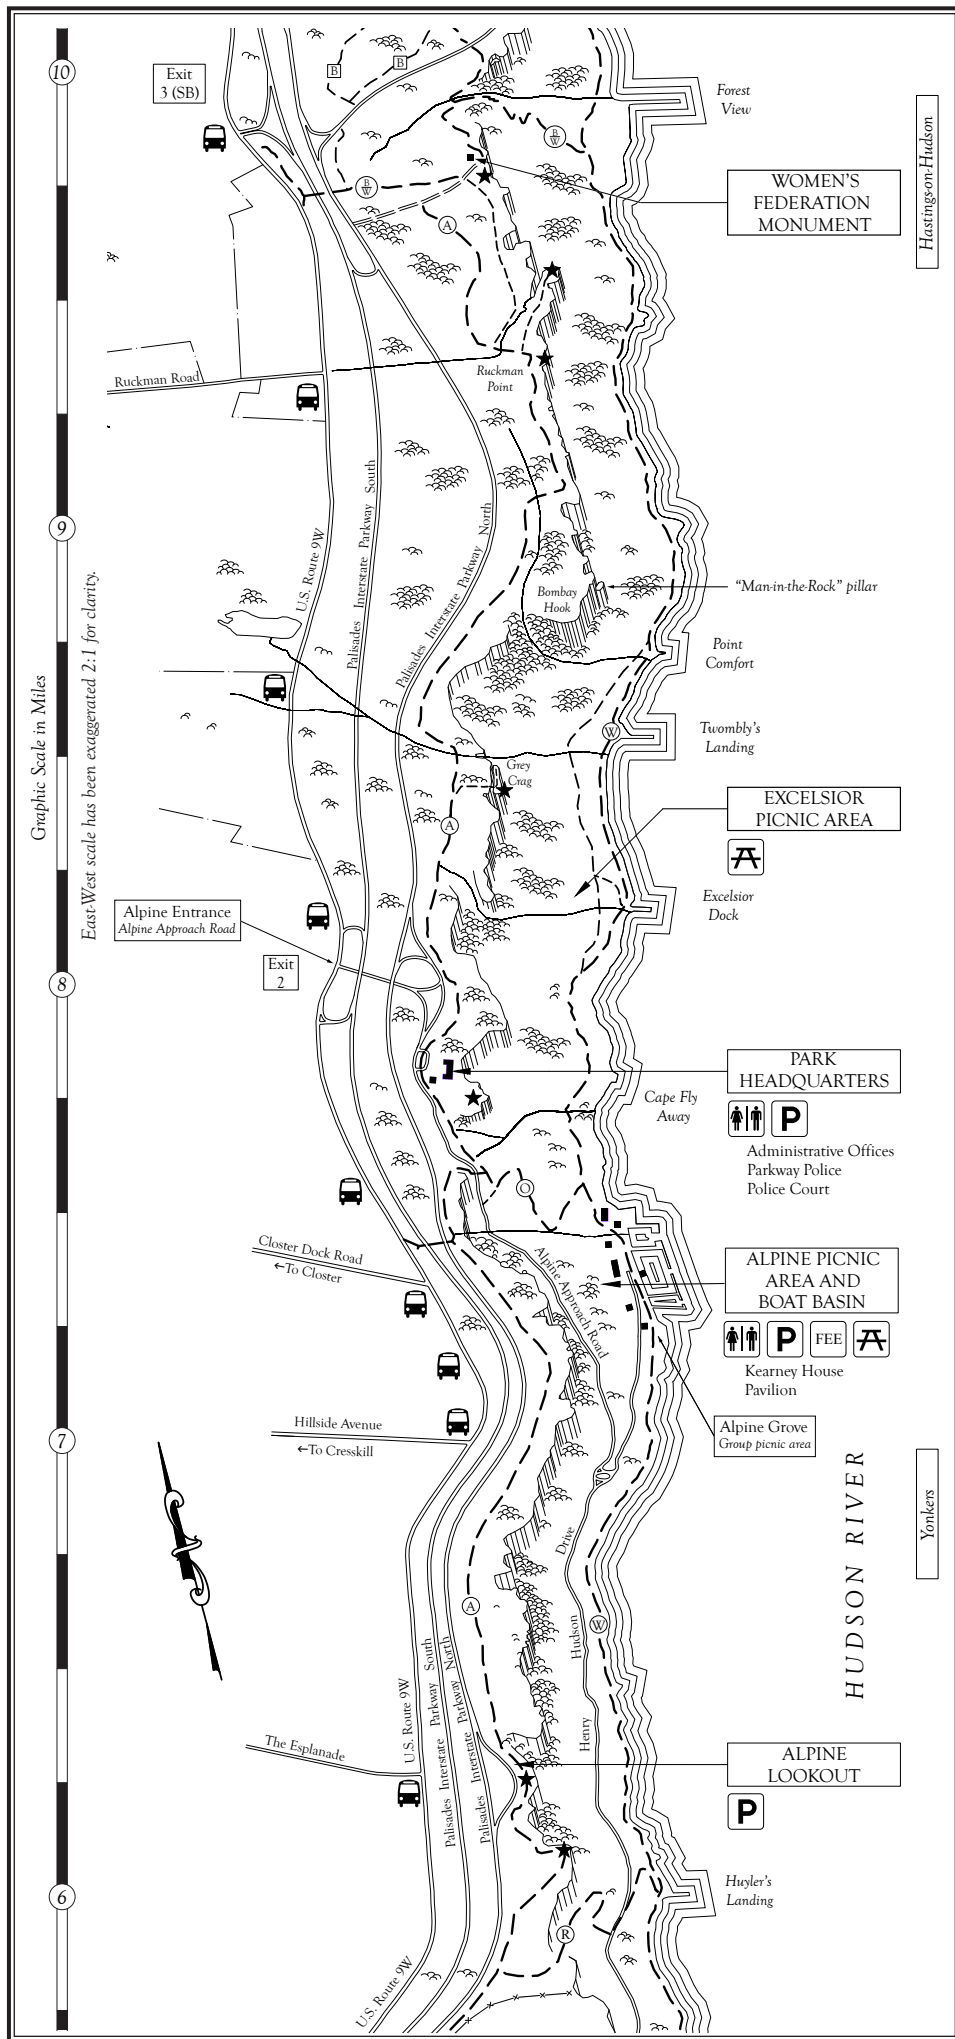 10
Exit
3 (SB)
B
B
Forest
View
B
W
B
W
A
WOMEN'S
FEDERATION
MONUMENT
Hastings-on-Hudson
Ruckman Road
Ruckman
Point
Palisades Interstate Parkway South
Palisades Interstate Parkway North
U.S. Route 9W
9
Bombay
Hook
"Man-in-the-Rock" pillar
Point
Comfort
Graphic Scale in Miles
East-West scale has been exaggerated 2:1 for clarity.
W
Twombly's
Landing
Grey
Crag
A
EXCELSIOR
PICNIC AREA
Excelsior
Dock
Alpine Entrance
Alpine Approach Road
Exit
2
8
PARK
HEADQUARTERS
Cape Fly
Away
P
Administrative Offices
Parkway Police
Police Court
O
Closter Dock Road
←To Closter
Alpine Approach Road
ALPINE PICNIC
AREA AND
BOAT BASIN
P
FEE
Kearney House
Pavilion
Hillside Avenue
←To Cresskill
7
Alpine Grove
Group picnic area
HUDSON RIVER
Yonkers
Henry Hudson Drive
A
W
U.S. Route 9W
Palisades Interstate Parkway South
Palisades Interstate Parkway North
The Esplanade
ALPINE
LOOKOUT
P
6
Huyler's
Landing
R
U.S. Route 9W